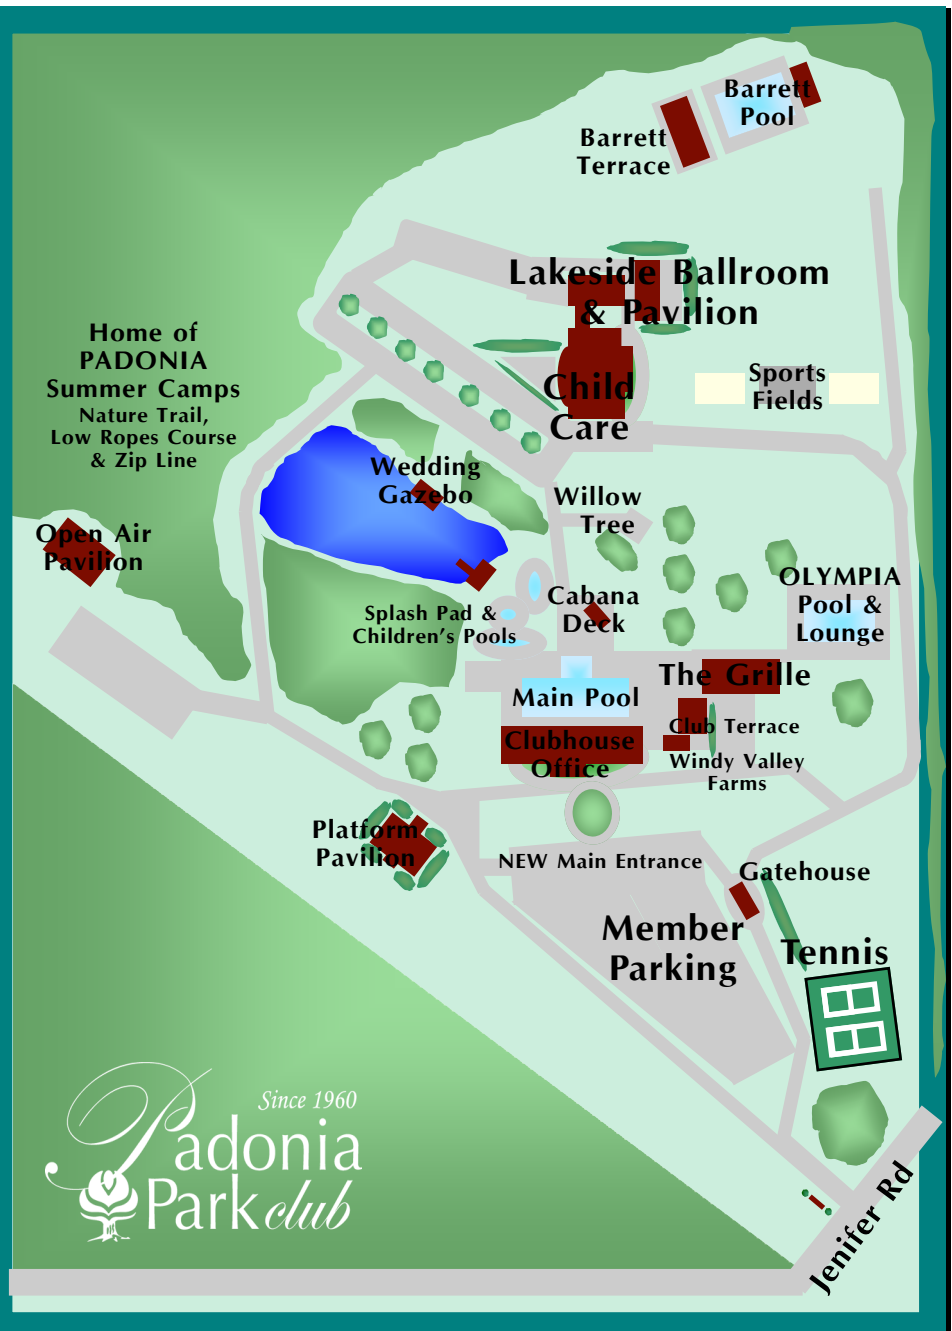 Barrett
Pool
Barrett
Terrace
Lakeside Ballroom
& Pavilion
Home of
PADONIA
Summer Camps
Nature Trail,
Low Ropes Course
& Zip Line
Child
Care
Sports
Fields
Wedding
Gazebo
Willow
Tree
Open Air
Pavilion
OLYMPIA
Pool &
Lounge
Splash Pad &
Children's Pools
Cabana
Deck
The Grille
Main Pool
Club Terrace
Clubhouse
Office
Windy Valley
Farms
Platform
Pavilion
NEW Main Entrance
Gatehouse
Member
Parking
Tennis
Jenifer Rd
Since 1960
Padonia
Park club